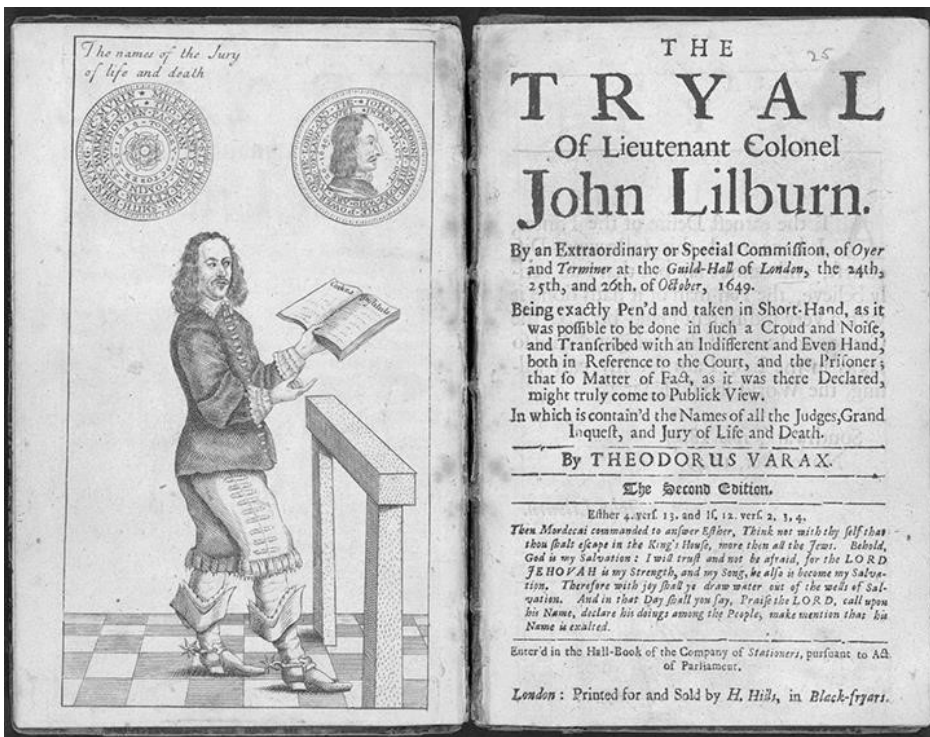 The names of the Jury
of life and death
Cookes Institutes
THE
25
TRYAL
Of Lieutenant Colonel
John Lilburn.
By an Extraordinary or Special Commiſſion, of Oyer
and Terminer at the Guild-Hall of London, the 24th,
25th, and 26th. of October, 1649.
Being exactly Pen'd and taken in Short-Hand, as it
was poſſible to be done in ſuch a Croud and Noiſe,
and Tranſcribed with an Indifferent and Even Hand,
both in Reference to the Court, and the Priſoner;
that ſo Matter of Fact, as it was there Declared,
might truly come to Publick View.
In which is contain'd the Names of all the Judges, Grand
Inqueſt, and Jury of Life and Death.
By THEODORUS VARAX.
The Second Edition.
Eſther 4. verſ. 13. and Iſ. 12. verſ. 2, 3, 4.
Then Mordecai commanded to anſwer Eſther, Think not with thy ſelf that
thou ſhalt eſcape in the King's Houſe, more then all the Jews. Behold,
God is my Salvation: I will truſt and not be afraid, for the LORD
JEHOVAH is my Strength, and my Song, he alſo is become my Salva-
tion. Therefore with joy ſhall ye draw water out of the wells of Sal-
vation. And in that Day ſhall you ſay, Praiſe the LORD, call upon
his Name, declare his doings among the People, make mention that his
Name is exalted.
Enter'd in the Hall-Book of the Company of Stationers, purſuant to Act
of Parliament.
London: Printed for and Sold by H. Hills, in Black-fryars.